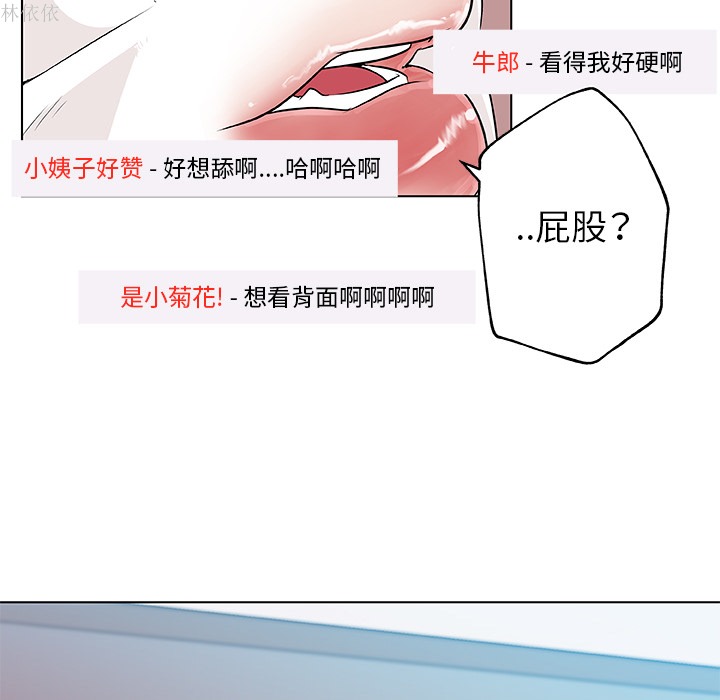 林依依
牛郎 - 看得我好硬啊
小姨子好赞 - 好想舔啊....哈啊哈啊
..屁股？
是小菊花! - 想看背面啊啊啊啊